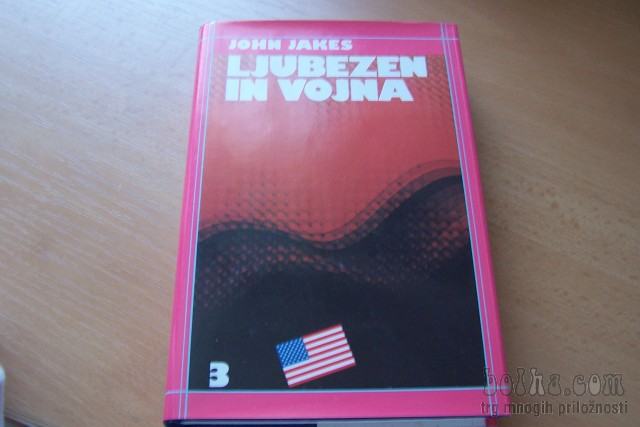 JOHN JAKES
LJUBEZEN
IN VOJNA
3
bolha.com
trg mnogih priložnosti